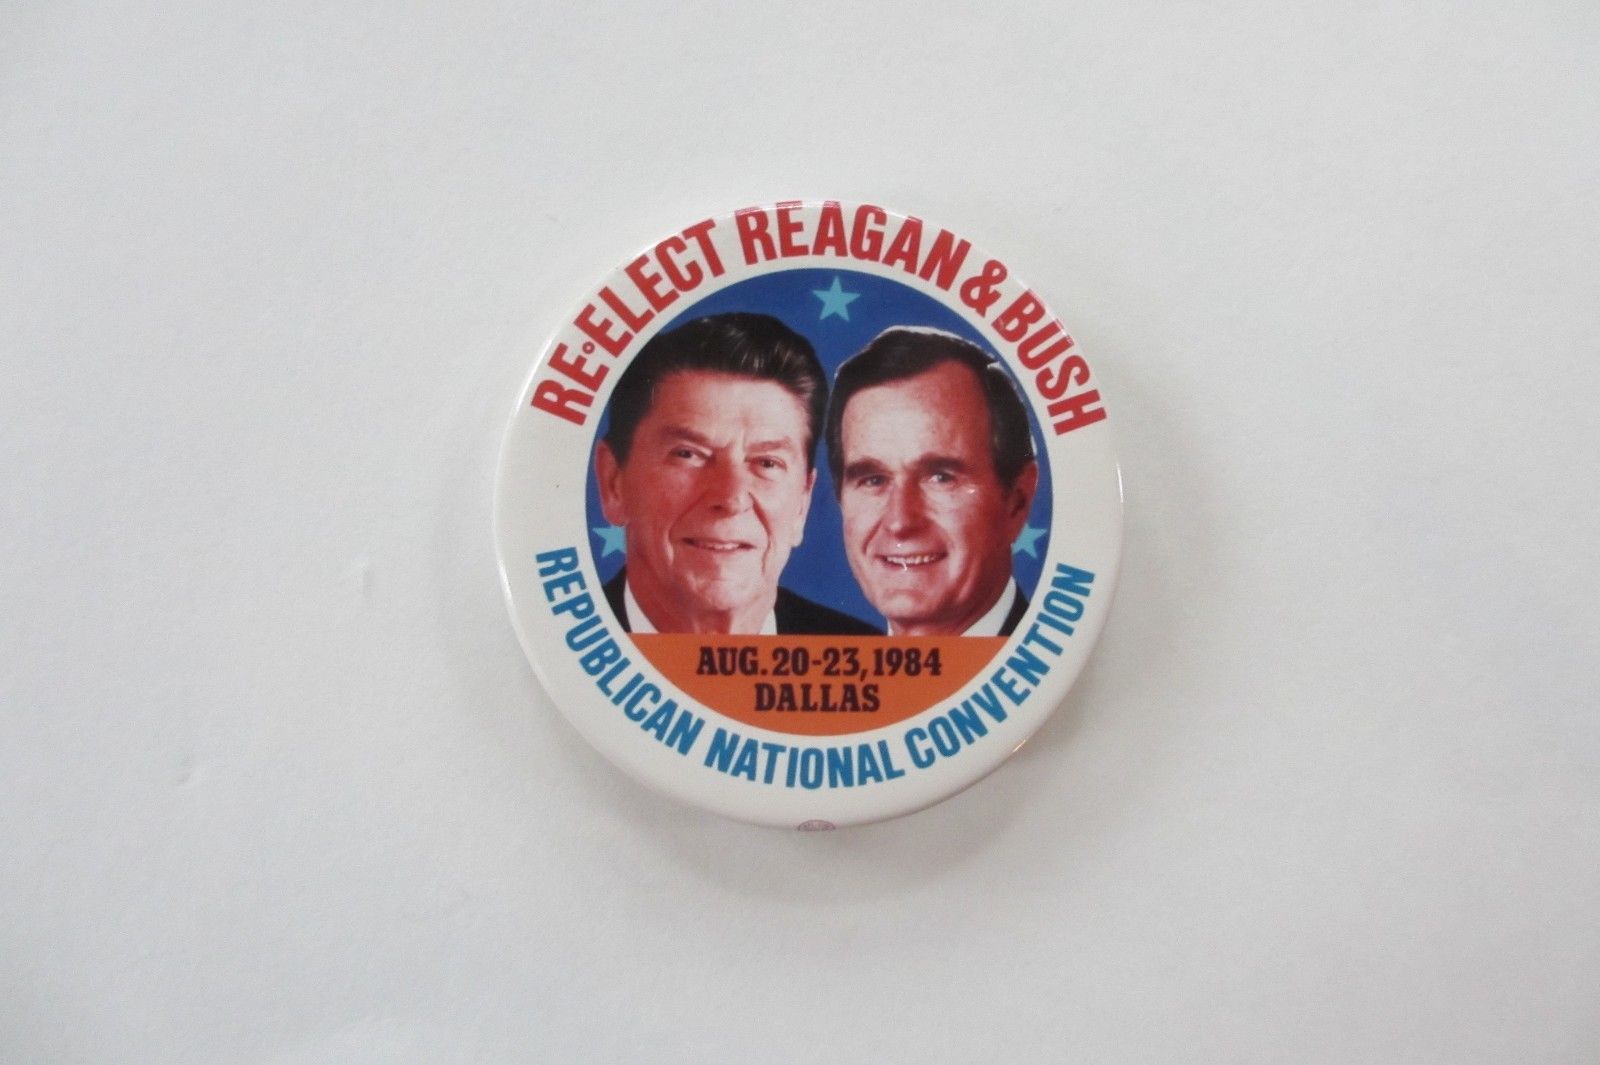 RE-ELECT REAGAN & BUSH
AUG. 20-23, 1984
DALLAS
REPUBLICAN NATIONAL CONVENTION